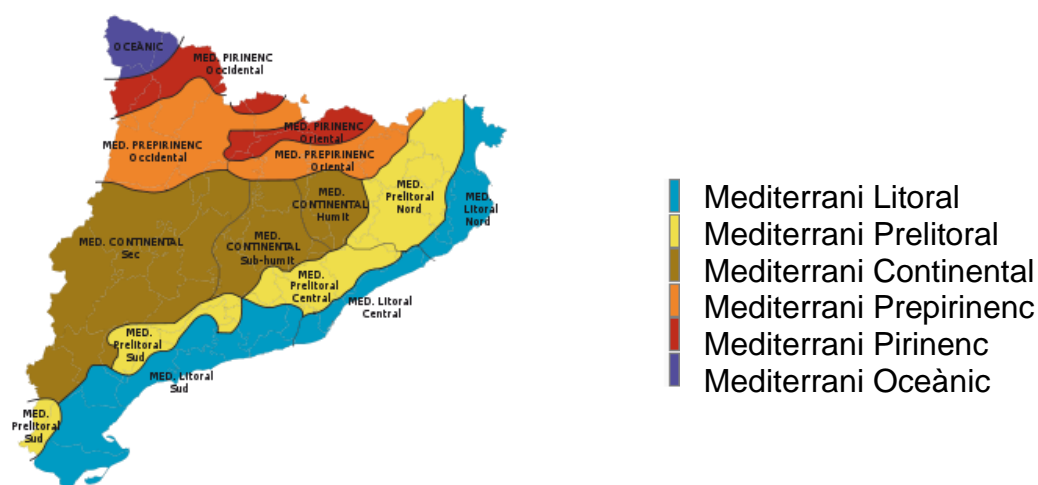 OCEÀNIC
MED. PIRINENC
Occidental
MED. PIRINENC
Oriental
MED. PREPIRINENC
Occidental
MED. PREPIRINENC
Oriental
MED.
Prelitoral
Nord
MED.
Litoral
Nord
MED.
CONTINENTAL
Humit
MED. CONTINENTAL
Sec
MED.
CONTINENTAL
Sub-humit
MED.
Prelitoral
Central
MED. Litoral
Central
MED.
Prelitoral
Sud
MED. Litoral
Sud
MED.
Prelitoral
Sud
Mediterrani Litoral
Mediterrani Prelitoral
Mediterrani Continental
Mediterrani Prepirinenc
Mediterrani Pirinenc
Mediterrani Oceànic